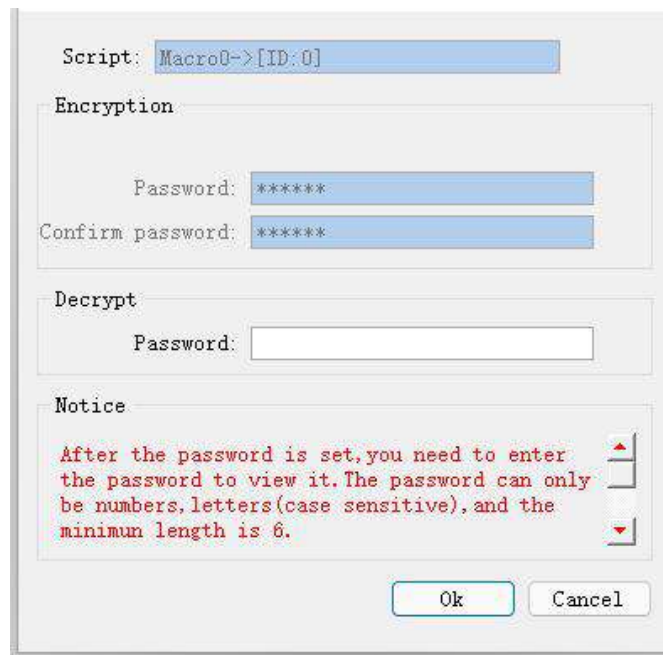 Script: Macro0->[ID:0]
Encryption
Password: ******
Confirm password: ******
Decrypt
Password:
Notice
After the password is set,you need to enter
the password to view it.The password can only
be numbers,letters(case sensitive),and the
minimun length is 6.
Ok Cancel